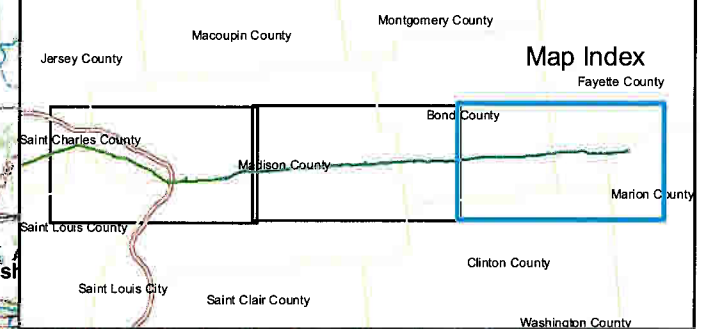 Montgomery County
Macoupin County
Map Index
Jersey County
Fayette County
Bond County
Saint Charles County
Madison County
Marion County
Saint Louis County
Clinton County
sh
Saint Louis City
Saint Clair County
Washington County